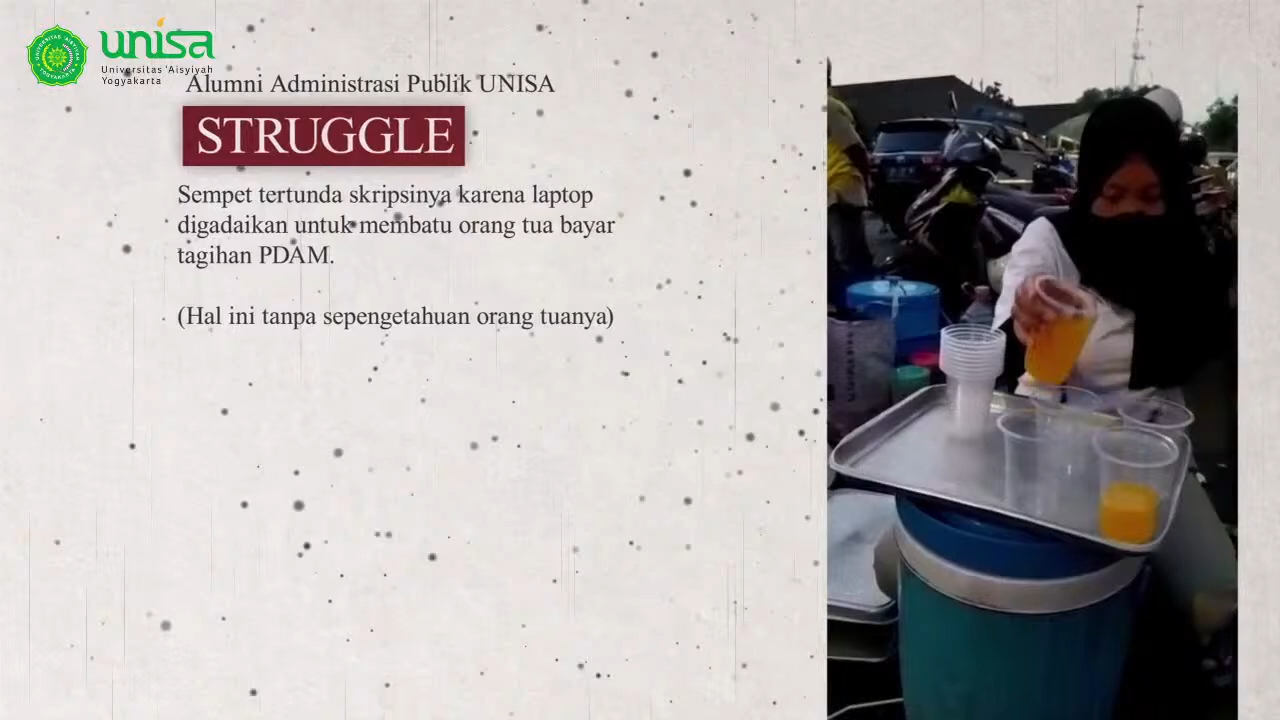 unisa
Universitas 'Aisyiyah
Yogyakarta
Alumni Administrasi Publik UNISA
STRUGGLE
Sempet tertunda skripsinya karena laptop
digadaikan untuk membatu orang tua bayar
tagihan PDAM.
(Hal ini tanpa sepengetahuan orang tuanya)